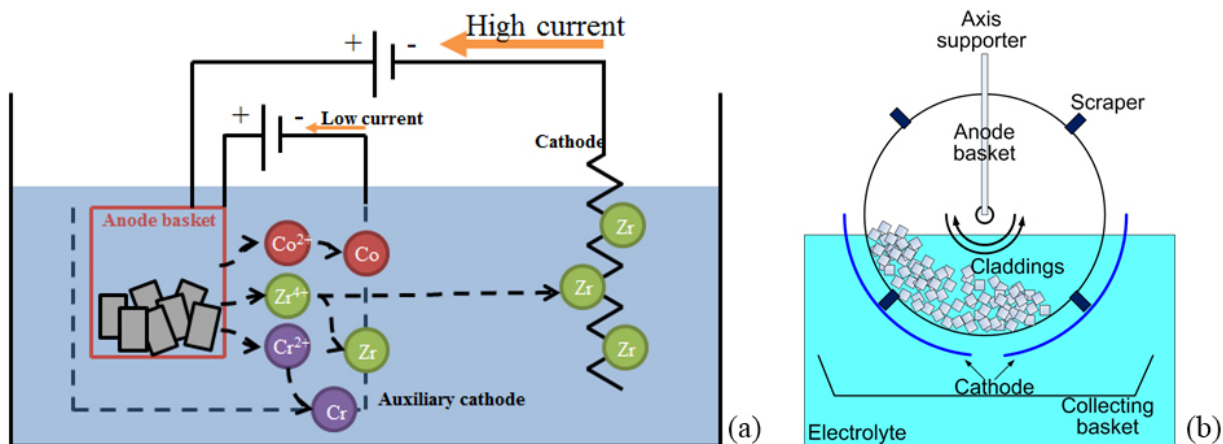 High current
+ -
+ -
Low current
Cathode
Anode basket
Co2+
Co
Zr
Zr4+
Zr
Cr2+
Zr
Zr
Auxiliary cathode
Cr
(a)
Axis
supporter
Scraper
Anode
basket
Claddings
Cathode
Collecting
basket
Electrolyte
(b)